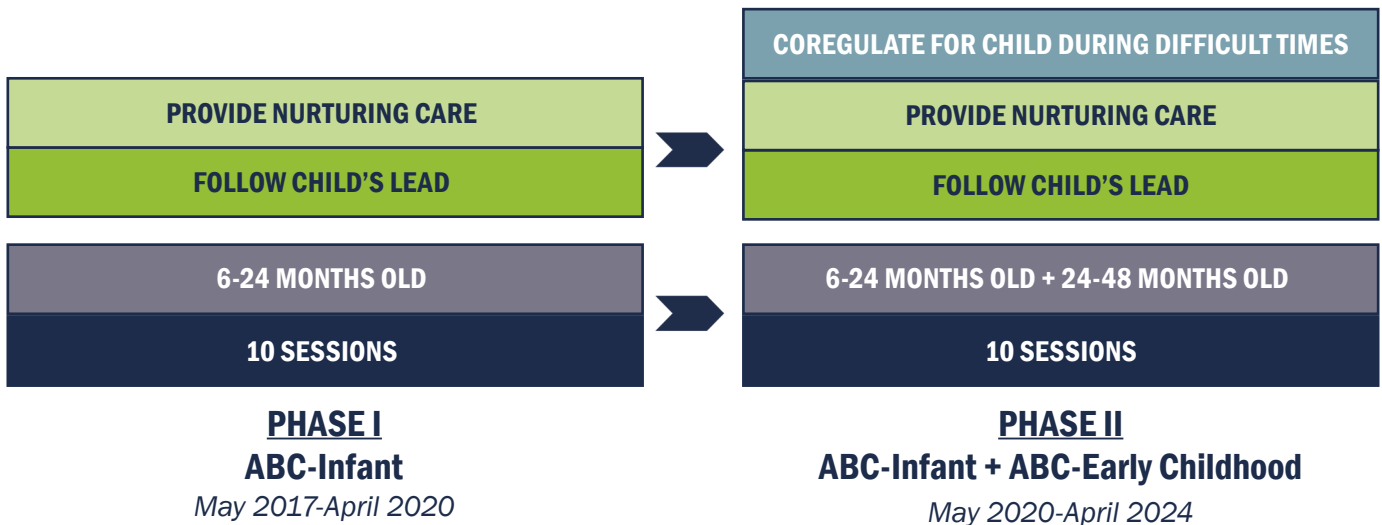 PROVIDE NURTURING CARE
FOLLOW CHILD’S LEAD
6-24 MONTHS OLD
10 SESSIONS
PHASE I
ABC-Infant
May 2017-April 2020
COREGULATE FOR CHILD DURING DIFFICULT TIMES
PROVIDE NURTURING CARE
FOLLOW CHILD’S LEAD
6-24 MONTHS OLD + 24-48 MONTHS OLD
10 SESSIONS
PHASE II
ABC-Infant + ABC-Early Childhood
May 2020-April 2024